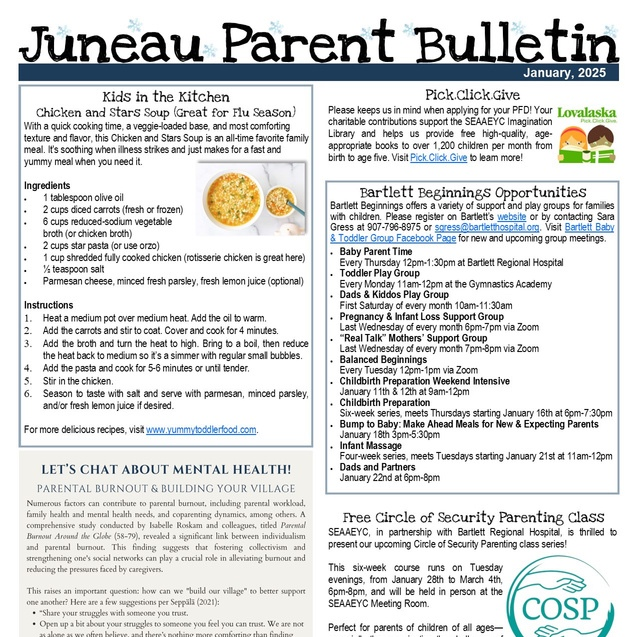 Juneau Parent Bulletin
January, 2025
Kids in the Kitchen
Chicken and Stars Soup (Great for Flu Season)
With a quick cooking time, a veggie-loaded base, and most comforting
texture and flavor, this Chicken and Stars Soup is an all-time favorite family
meal. It's soothing when illness strikes and just makes for a fast and
yummy meal when you need it.
Ingredients
• 1 tablespoon olive oil
• 2 cups diced carrots (fresh or frozen)
• 6 cups reduced-sodium vegetable
broth (or chicken broth)
• 2 cups star pasta (or use orzo)
• 1 cup shredded fully cooked chicken (rotisserie chicken is great here)
• ½ teaspoon salt
• Parmesan cheese, minced fresh parsley, fresh lemon juice (optional)
Instructions
1. Heat a medium pot over medium heat. Add the oil to warm.
2. Add the carrots and stir to coat. Cover and cook for 4 minutes.
3. Add the broth and turn the heat to high. Bring to a boil, then reduce
the heat back to medium so it's a simmer with regular small bubbles.
4. Add the pasta and cook for 5-6 minutes or until tender.
5. Stir in the chicken.
6. Season to taste with salt and serve with parmesan, minced parsley,
and/or fresh lemon juice if desired.
For more delicious recipes, visit www.yummytoddlerfood.com.
LET'S CHAT ABOUT MENTAL HEALTH!
PARENTAL BURNOUT & BUILDING YOUR VILLAGE
Numerous factors can contribute to parental burnout, including parental workload,
family health and mental health needs, and coparenting dynamics, among others. A
comprehensive study conducted by Isabelle Roskam and colleagues, titled Parental
Burnout Around the Globe (58-79), revealed a significant link between individualism
and parental burnout. This finding suggests that fostering collectivism and
strengthening one's social networks can play a crucial role in alleviating burnout and
reducing the pressures faced by caregivers.
This raises an important question: how can we "build our village" to better support
one another? Here are a few suggestions per Seppälä (2021):
• "Share your struggles with someone you trust.
• Open up a bit about your struggles to someone you feel you can trust. We are not
as alone as we often believe, and there's nothing more comforting than finding
Pick.Click.Give
Please keeps us in mind when applying for your PFD! Your
charitable contributions support the SEAAEYC Imagination
Library and helps us provide free high-quality, age-
appropriate books to over 1,200 children per month from
birth to age five. Visit Pick.Click.Give to learn more!
Lovalaska
Pick.Click.Give.
Bartlett Beginnings Opportunities
Bartlett Beginnings offers a variety of support and play groups for families
with children. Please register on Bartlett's website or by contacting Sara
Gress at 907-796-8975 or sgress@bartletthospital.org. Visit Bartlett Baby
& Toddler Group Facebook Page for new and upcoming group meetings.
• Baby Parent Time
Every Thursday 12pm-1:30pm at Bartlett Regional Hospital
• Toddler Play Group
Every Monday 11am-12pm at the Gymnastics Academy
• Dads & Kiddos Play Group
First Saturday of every month 10am-11:30am
• Pregnancy & Infant Loss Support Group
Last Wednesday of every month 6pm-7pm via Zoom
• "Real Talk" Mothers' Support Group
Last Wednesday of every month 7pm-8pm via Zoom
• Balanced Beginnings
Every Tuesday 12pm-1pm via Zoom
• Childbirth Preparation Weekend Intensive
January 11th & 12th at 9am-12pm
• Childbirth Preparation
Six-week series, meets Thursdays starting January 16th at 6pm-7:30pm
• Bump to Baby: Make Ahead Meals for New & Expecting Parents
January 18th 3pm-5:30pm
• Infant Massage
Four-week series, meets Tuesdays starting January 21st at 11am-12pm
• Dads and Partners
January 22nd at 6pm-8pm
Free Circle of Security Parenting Class
SEAAEYC, in partnership with Bartlett Regional Hospital, is thrilled to
present our upcoming Circle of Security Parenting class series!
This six-week course runs on Tuesday
evenings, from January 28th to March 4th,
6pm-8pm, and will be held in person at the
SEAAEYC Meeting Room.
Perfect for parents of children of all ages—
COSP